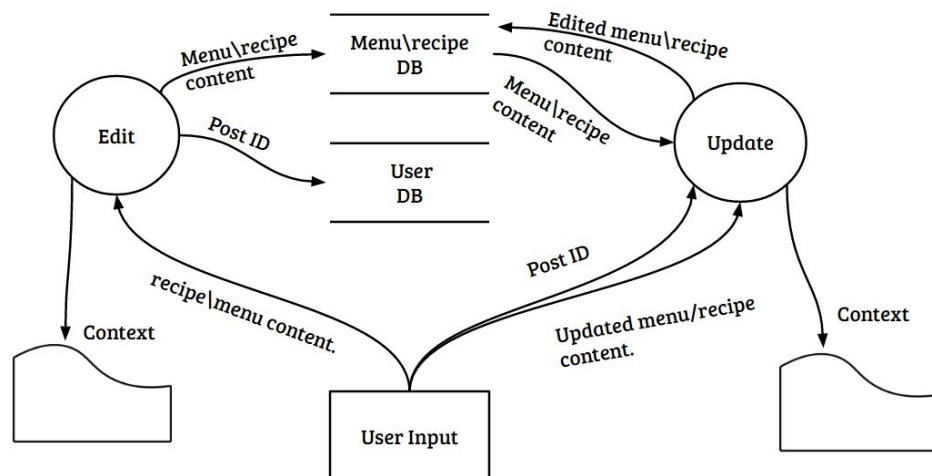 Menu\recipe
content
Menu\recipe
DB
Edited menu\recipe
content
Menu\recipe
content
Edit
Post ID
User
DB
Update
Post ID
recipe\menu content.
Updated menu/recipe
content.
Context
Context
User Input